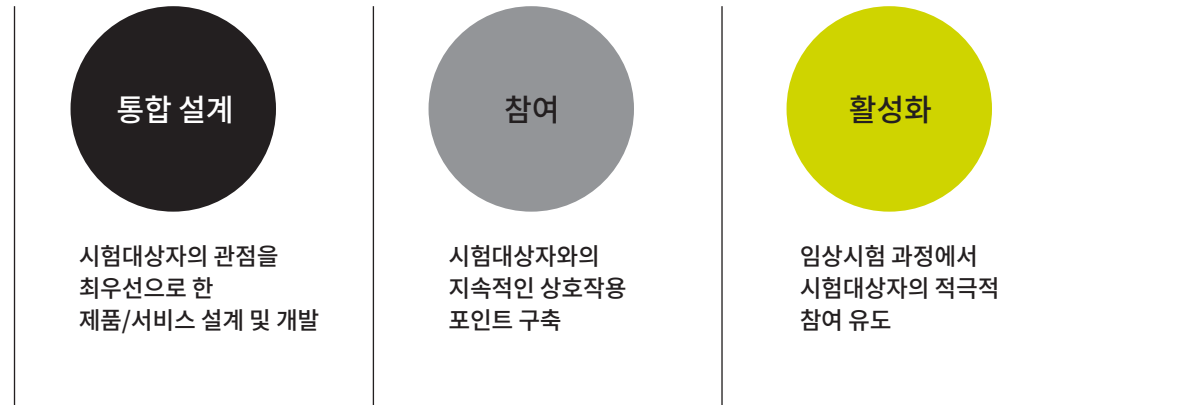 통합 설계
시험대상자의 관점을
최우선으로 한
제품/서비스 설계 및 개발
참여
시험대상자와의
지속적인 상호작용
포인트 구축
활성화
임상시험 과정에서
시험대상자의 적극적
참여 유도